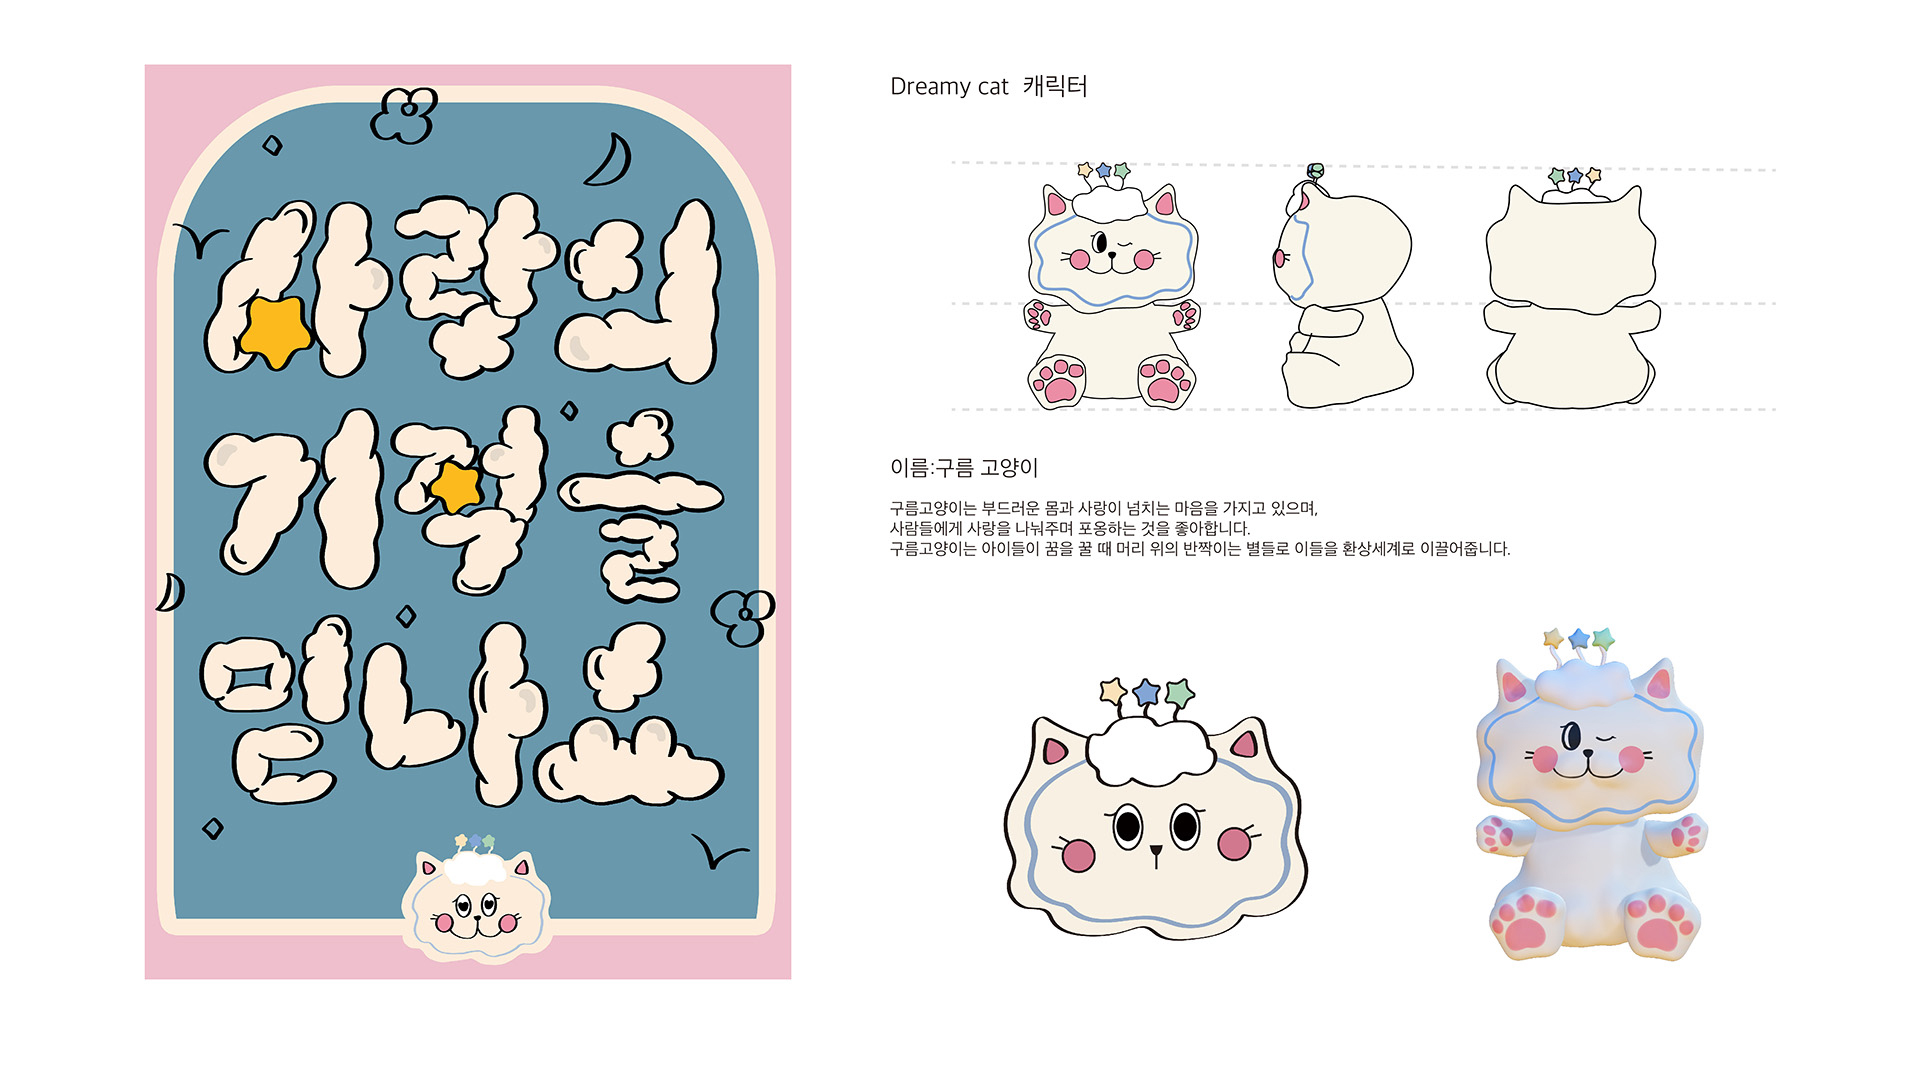 사랑의
기적을
믿나요
Dreamy cat 캐릭터
이름:구름 고양이
구름고양이는 부드러운 몸과 사랑이 넘치는 마음을 가지고 있으며,
사람들에게 사랑을 나눠주며 포옹하는 것을 좋아합니다.
구름고양이는 아이들이 꿈을 꿀 때 머리 위의 반짝이는 별들로 이들을 환상세계로 이끌어줍니다.